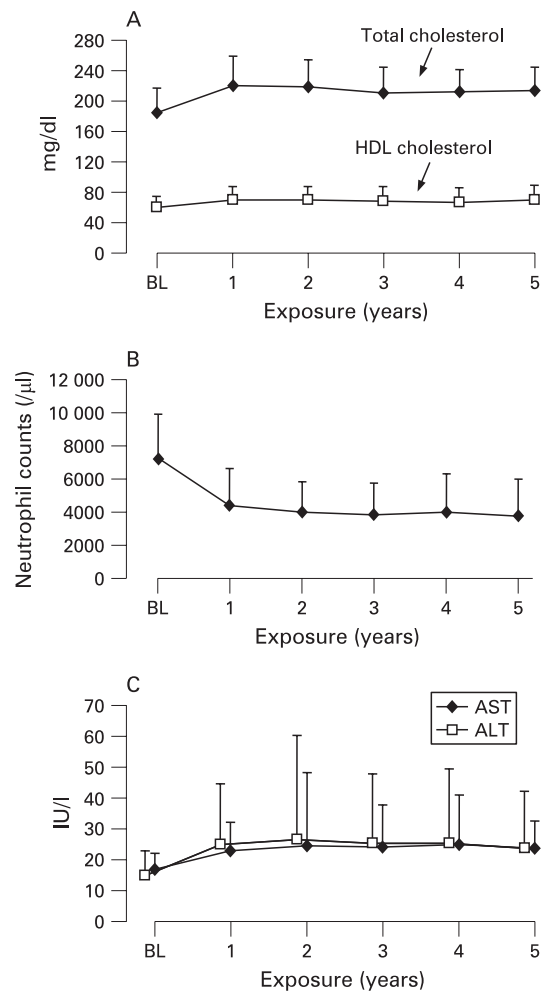 A
280
240
200
160
120
80
40
0
mg/dl
Total cholesterol
HDL cholesterol
BL 1 2 3 4 5
Exposure (years)
B
12 000
10 000
8000
6000
4000
2000
0
Neutrophil counts (/μl)
BL 1 2 3 4 5
Exposure (years)
C
70
60
50
40
30
20
10
0
IU/l
AST
ALT
BL 1 2 3 4 5
Exposure (years)